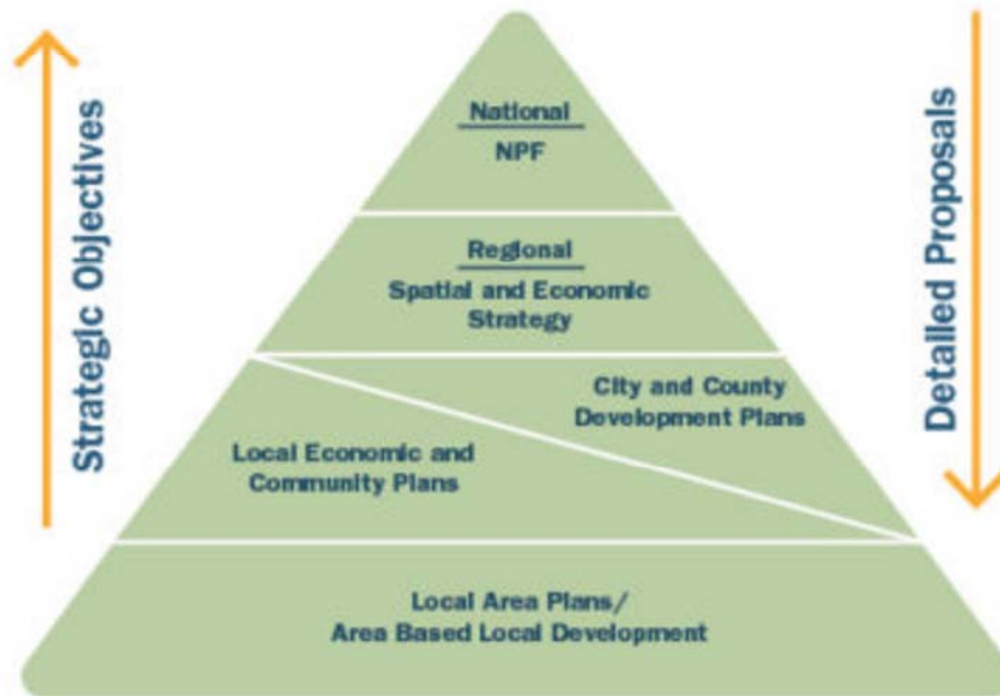 Strategic Objectives
National
NPF
Regional
Spatial and Economic
Strategy
City and County
Development Plans
Local Economic and
Community Plans
Local Area Plans/
Area Based Local Development
Detailed Proposals